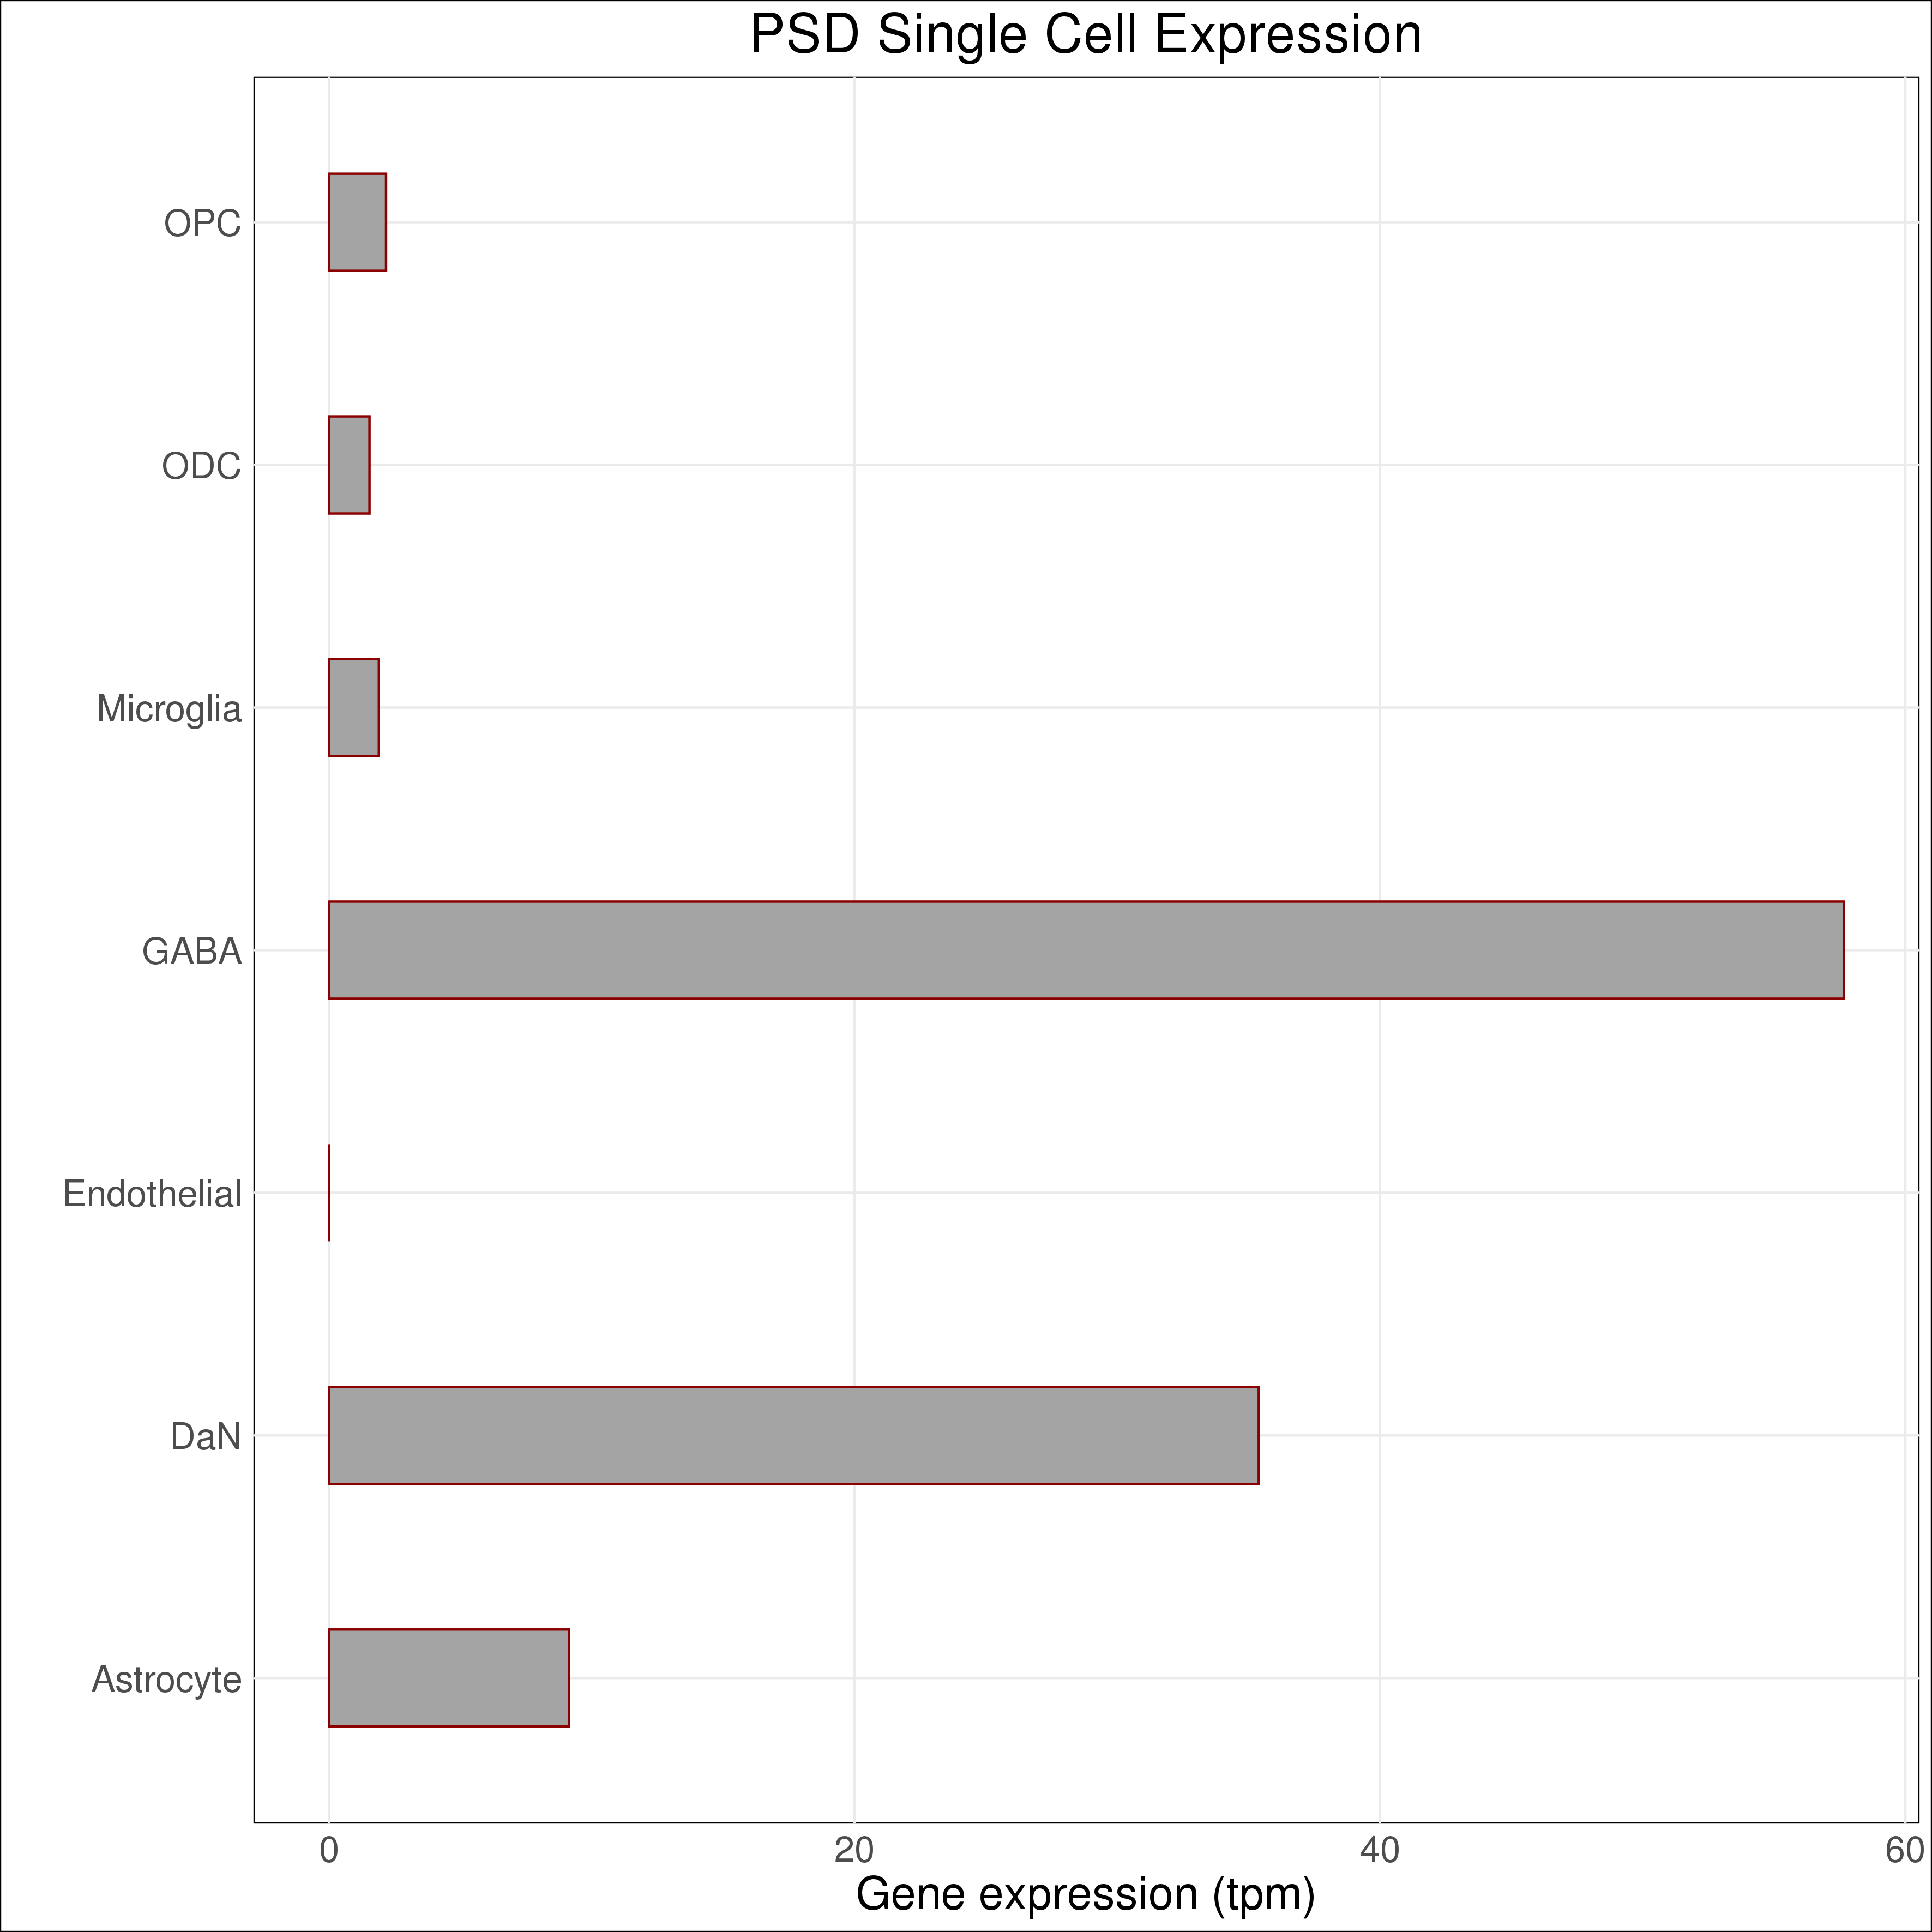 PSD Single Cell Expression
OPC
ODC
Microglia
GABA
Endothelial
DaN
Astrocyte
0 20 40 60
Gene expression (tpm)